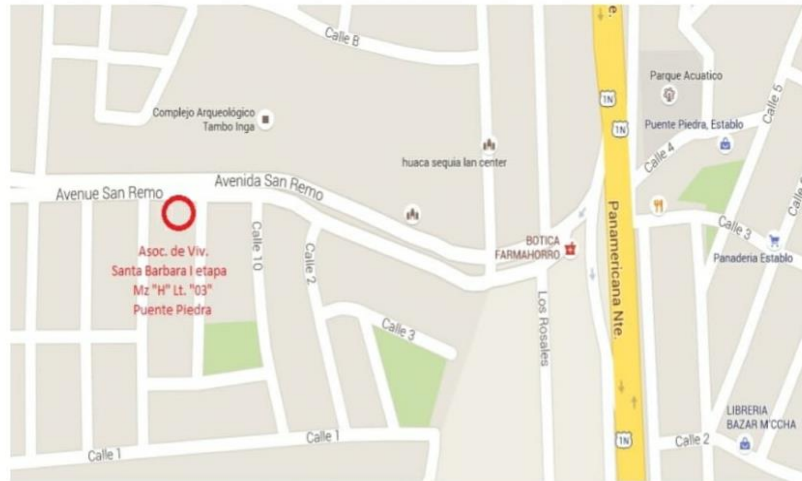 e.
Calle B
Parque Acuatico
1N
1N
Complejo Arqueológico
Tambo Inga
Puente Piedra, Establo
Calle 5
Calle 4
huaca sequia lan center
Avenue San Remo
Avenida San Remo
Panamericana Nte.
Calle 3
BOTICA
FARMAHORRO
Panaderia Establo
Asoc. de Viv.
Santa Barbara I etapa
Mz "H" Lt. "03"
Puente Piedra
Calle 10
Calle 2
Los Rosales
Calle 3
LIBRERIA
BAZAR M'CCHA
1N
Calle 2
Calle 1
Calle 1